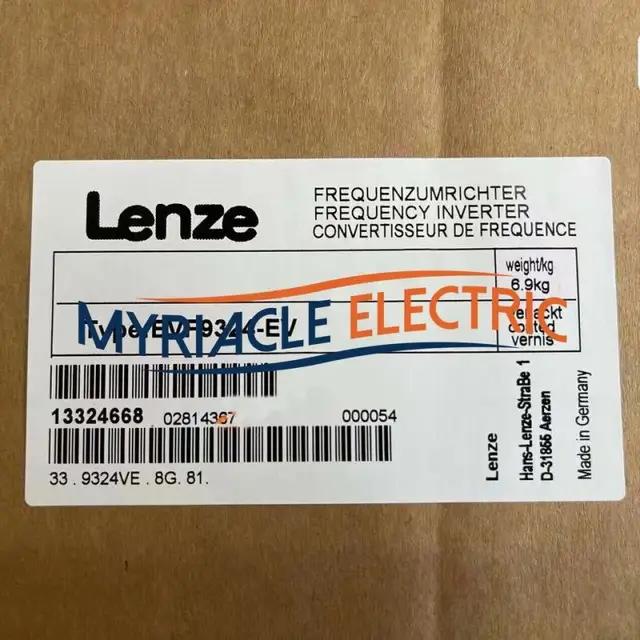 Lenze
FREQUENZUMRICHTER
FREQUENCY INVERTER
CONVERTISSEUR DE FREQUENCE
weight/kg
6.9kg
MYRIACLE ELECTRIC
vernis
13324668 02814367 000054
33 . 9324VE . 8G. 81.
Lenze
Hans-Lenze-Straße 1
D-31855 Aerzen
Made in Germany